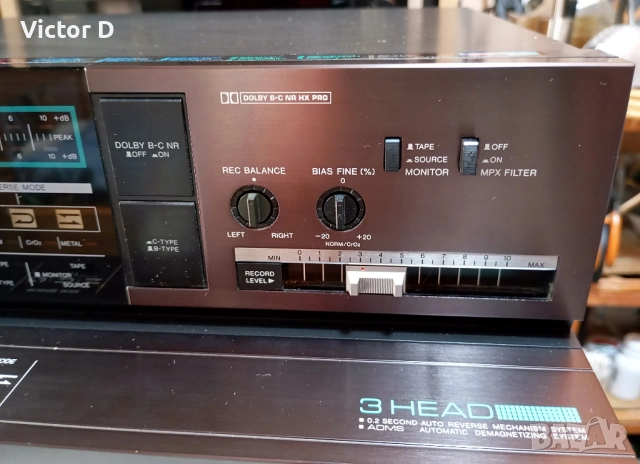 Victor D
DOLBY B-C NR HX PRO
6 10 +dB
PEAK
6 10 +dB
DOLBY B-C NR
OFF ON
REC BALANCE
LEFT RIGHT
BIAS FINE (%)
0
-20 +20
NORM/CrO₂
TAPE
SOURCE
MONITOR
OFF
ON
MPX FILTER
ERSE MODE
CrO₂ METAL
TAPE
MONITOR
SOURCE
C-TYPE
B-TYPE
MIN 0 1 2 3 4 5 6 7 8 9 10 MAX
RECORD
LEVEL
ODE
3 HEAD
0.2 SECOND AUTO REVERSE MECHANISM SYSTEM
ADMS AUTOMATIC DEMAGNETIZING SYSTEM
BAZAR